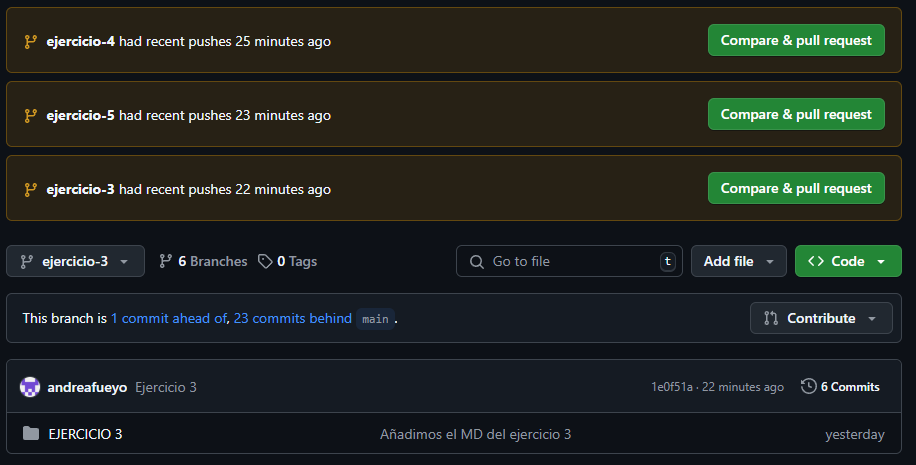 ejercicio-4 had recent pushes 25 minutes ago Compare & pull request
ejercicio-5 had recent pushes 23 minutes ago Compare & pull request
ejercicio-3 had recent pushes 22 minutes ago Compare & pull request
ejercicio-3 6 Branches 0 Tags Go to file t Add file Code
This branch is 1 commit ahead of, 23 commits behind main. Contribute
andreafueyo Ejercicio 3 1e0f51a · 22 minutes ago 6 Commits
EJERCICIO 3 Añadimos el MD del ejercicio 3 yesterday